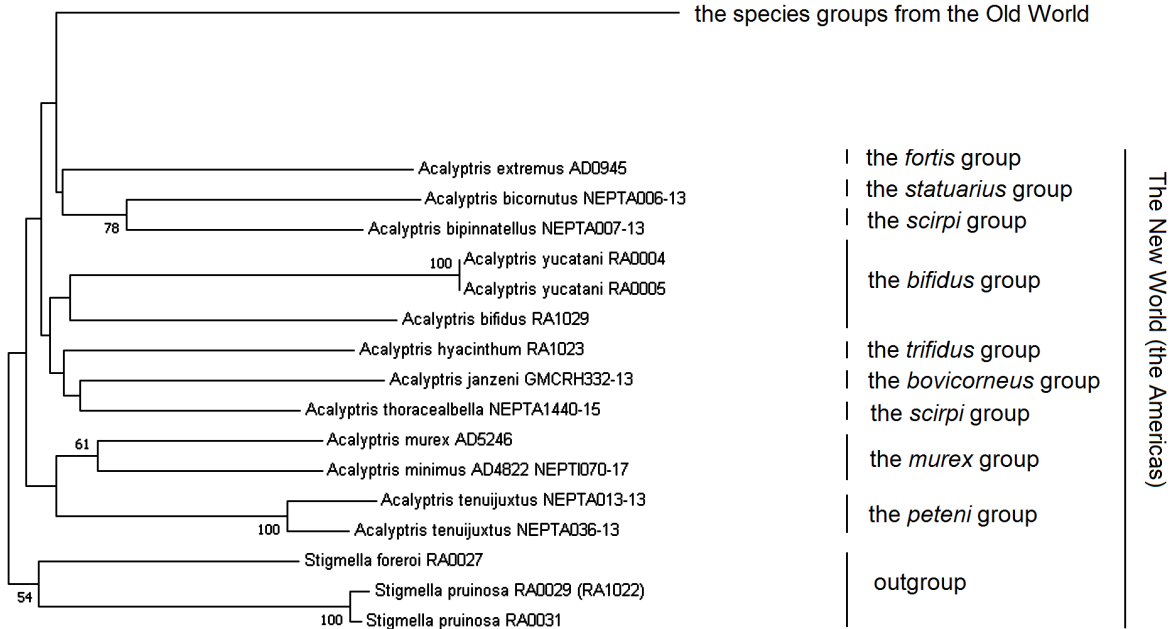 the species groups from the Old World
Acalyptris extremus AD0945
the fortis group
Acalyptris bicornutus NEPTA006-13
the statuarius group
78
Acalyptris bipinnatellus NEPTA007-13
the scirpi group
100
Acalyptris yucatani RA0004
Acalyptris yucatani RA0005
the bifidus group
Acalyptris bifidus RA1029
Acalyptris hyacinthum RA1023
the trifidus group
Acalyptris janzeni GMCRH332-13
the bovicorneus group
Acalyptris thoracealbella NEPTA1440-15
the scirpi group
61
Acalyptris murex AD5246
Acalyptris minimus AD4822 NEPTI070-17
the murex group
Acalyptris tenuijuxtus NEPTA013-13
100
Acalyptris tenuijuxtus NEPTA036-13
the peteni group
Stigmella foreroi RA0027
54
Stigmella pruinosa RA0029 (RA1022)
100
Stigmella pruinosa RA0031
outgroup
The New World (the Americas)